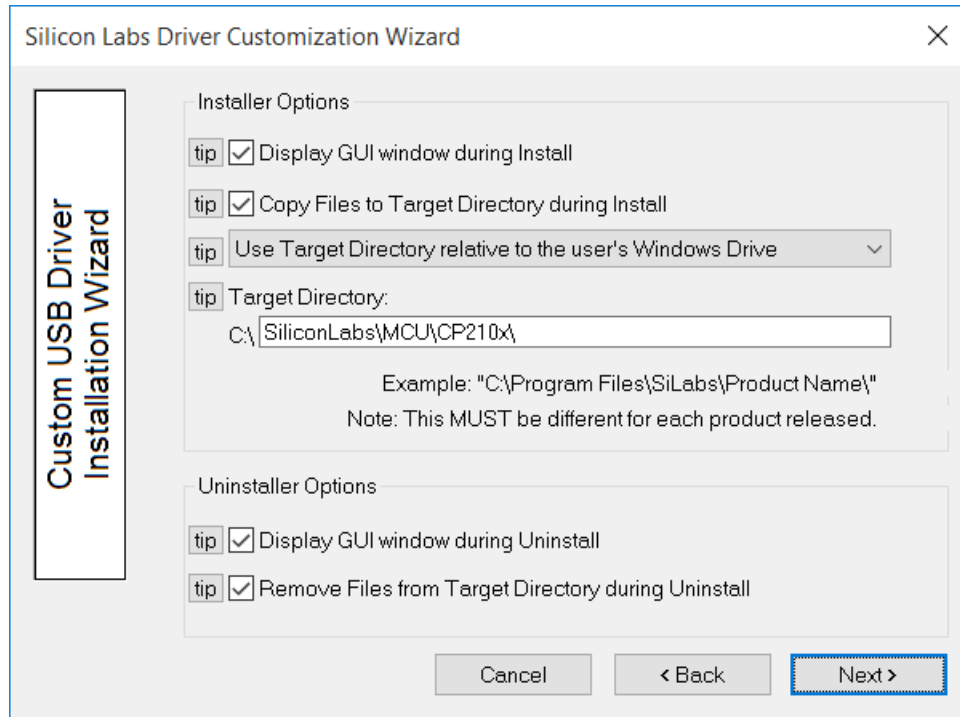 Silicon Labs Driver Customization Wizard
Custom USB Driver
Installation Wizard
Installer Options
tip Display GUI window during Install
tip Copy Files to Target Directory during Install
tip Use Target Directory relative to the user's Windows Drive
tip Target Directory:
C:\ SiliconLabs\MCU\CP210x\
Example: "C:\Program Files\SiLabs\Product Name\"
Note: This MUST be different for each product released.
Uninstaller Options
tip Display GUI window during Uninstall
tip Remove Files from Target Directory during Uninstall
Cancel < Back Next >